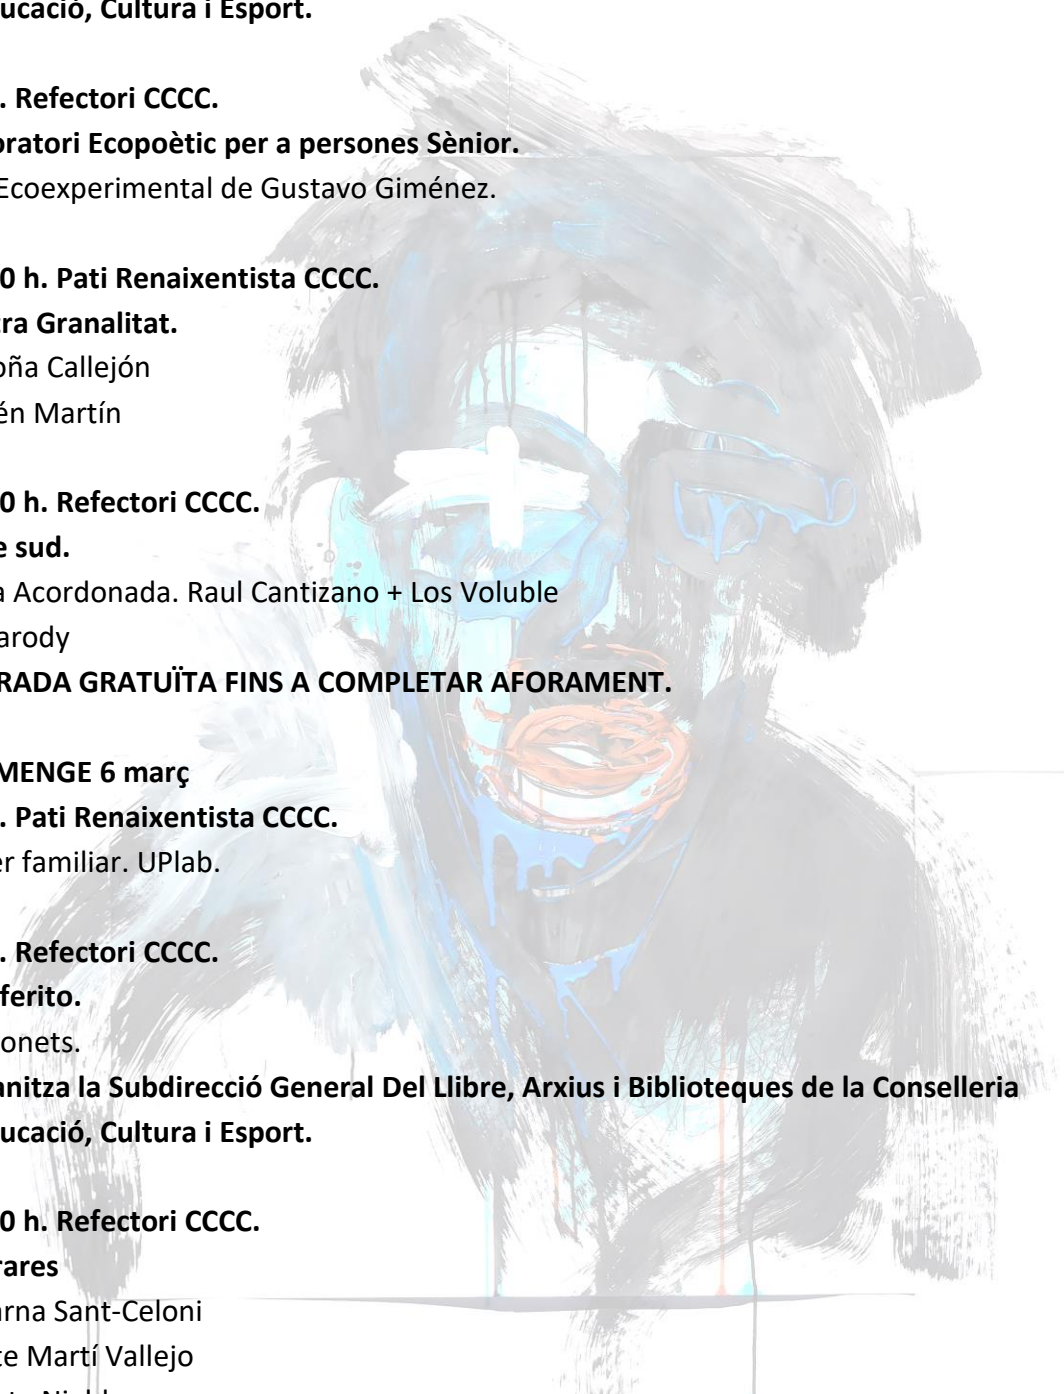 ucació, Cultura i Esport.
. Refectori CCCC.
oratori Ecopoètic per a persones Sènior.
Ecoexperimental de Gustavo Giménez.
0 h. Pati Renaixentista CCCC.
tra Granalitat.
oña Callejón
én Martín
0 h. Refectori CCCC.
e sud.
a Acordonada. Raul Cantizano + Los Voluble
arody
RADA GRATUÏTA FINS A COMPLETAR AFORAMENT.
MENGE 6 març
. Pati Renaixentista CCCC.
er familiar. UPlab.
. Refectori CCCC.
ferito.
onets.
anitza la Subdirecció General Del Llibre, Arxius i Biblioteques de la Conselleria
ucació, Cultura i Esport.
0 h. Refectori CCCC.
rares
arna Sant-Celoni
te Martí Vallejo